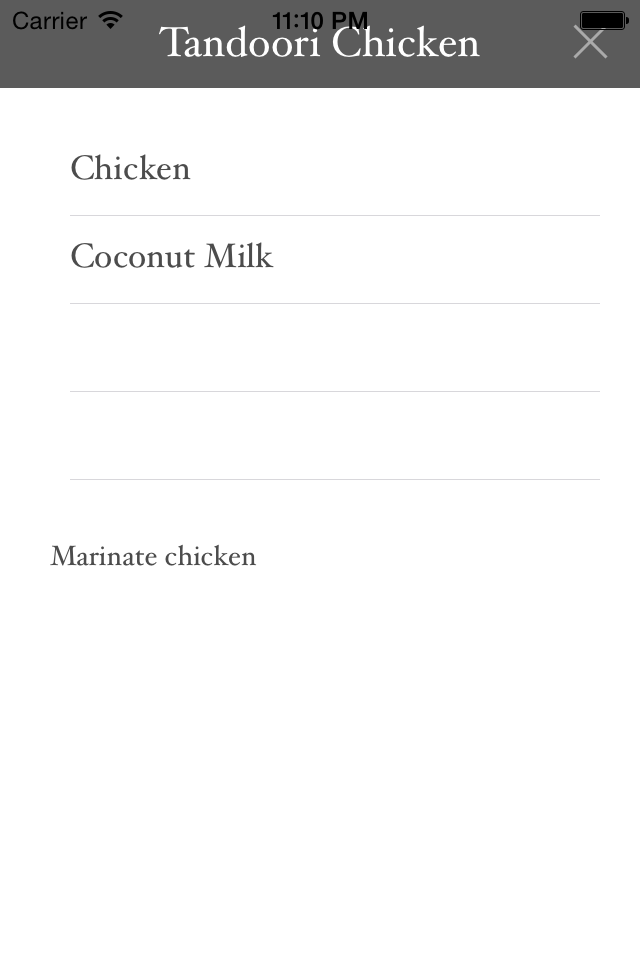 Carrier 11:10 PM
Tandoori Chicken
Chicken
Coconut Milk
Marinate chicken